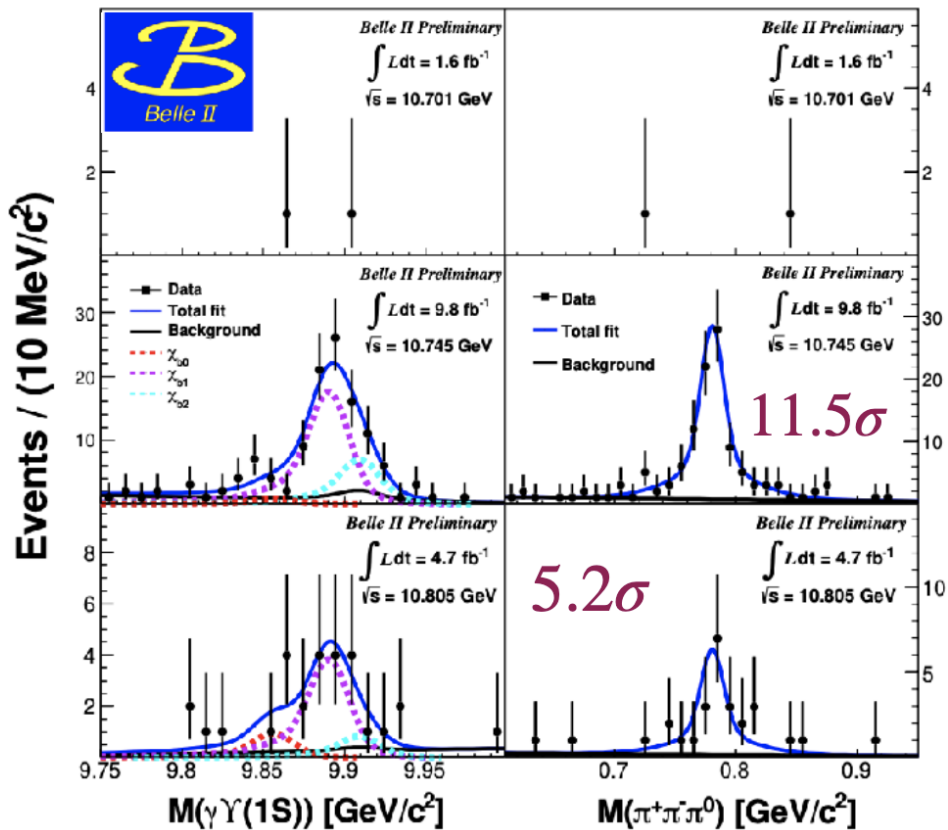 Belle II
Belle II Preliminary
∫ Ldt = 1.6 fb⁻¹
√s = 10.701 GeV
4
2
Belle II Preliminary
∫ Ldt = 1.6 fb⁻¹
√s = 10.701 GeV
4
2
Events / (10 MeV/c²)
Data
Total fit
Background
χb0
χb1
χb2
Belle II Preliminary
∫ Ldt = 9.8 fb⁻¹
√s = 10.745 GeV
30
20
10
Data
Total fit
Background
Belle II Preliminary
∫ Ldt = 9.8 fb⁻¹
√s = 10.745 GeV
11.5σ
30
20
10
Belle II Preliminary
∫ Ldt = 4.7 fb⁻¹
√s = 10.805 GeV
8
6
4
2
0
5.2σ
Belle II Preliminary
∫ Ldt = 4.7 fb⁻¹
√s = 10.805 GeV
10
5
9.75 9.8 9.85 9.9 9.95
0.7 0.8 0.9
M(γΥ(1S)) [GeV/c²]
M(π⁺π⁻π⁰) [GeV/c²]